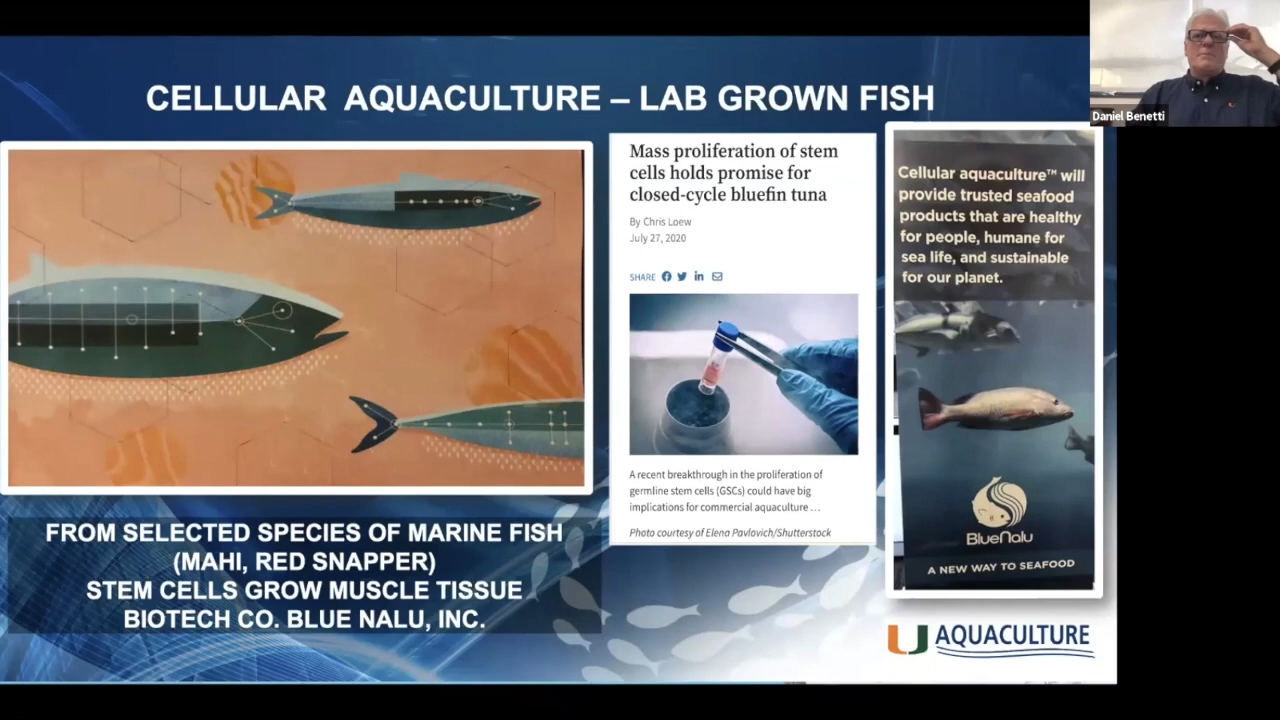 CELLULAR AQUACULTURE – LAB GROWN FISH
Daniel Benetti
Mass proliferation of stem
cells holds promise for
closed-cycle bluefin tuna
By Chris Loew
July 27, 2020
SHARE
A recent breakthrough in the proliferation of
germline stem cells (GSCs) could have big
implications for commercial aquaculture ...
Photo courtesy of Elena Pavlovich/Shutterstock
Cellular aquaculture™ will
provide trusted seafood
products that are healthy
for people, humane for
sea life, and sustainable
for our planet.
BlueNalu
A NEW WAY TO SEAFOOD
FROM SELECTED SPECIES OF MARINE FISH
(MAHI, RED SNAPPER)
STEM CELLS GROW MUSCLE TISSUE
BIOTECH CO. BLUE NALU, INC.
U AQUACULTURE